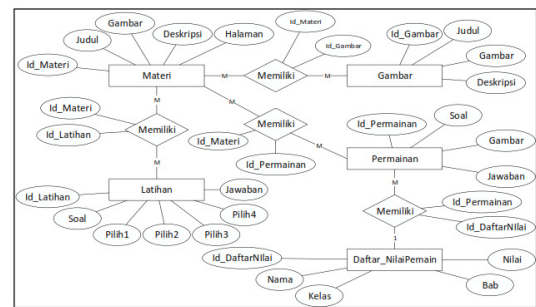 Gambar
Judul
Deskripsi
Halaman
Id_Materi
Materi
M
Memiliki
M
Id_Materi
Id_Gambar
Gambar
Id_Gambar
Judul
Gambar
Deskripsi
M
Id_Materi
Id_Latihan
Memiliki
M
M
Memiliki
Id_Materi
Id_Permainan
M
Id_Permainan
Soal
Gambar
Permainan
Jawaban
Latihan
Id_Latihan
Soal
Pilih1
Pilih2
Pilih3
Pilih4
Jawaban
M
Memiliki
Id_Permainan
Id_DaftarNIlai
1
Id_DaftarNIlai
Nama
Daftar_NilaiPemain
Nilai
Kelas
Bab